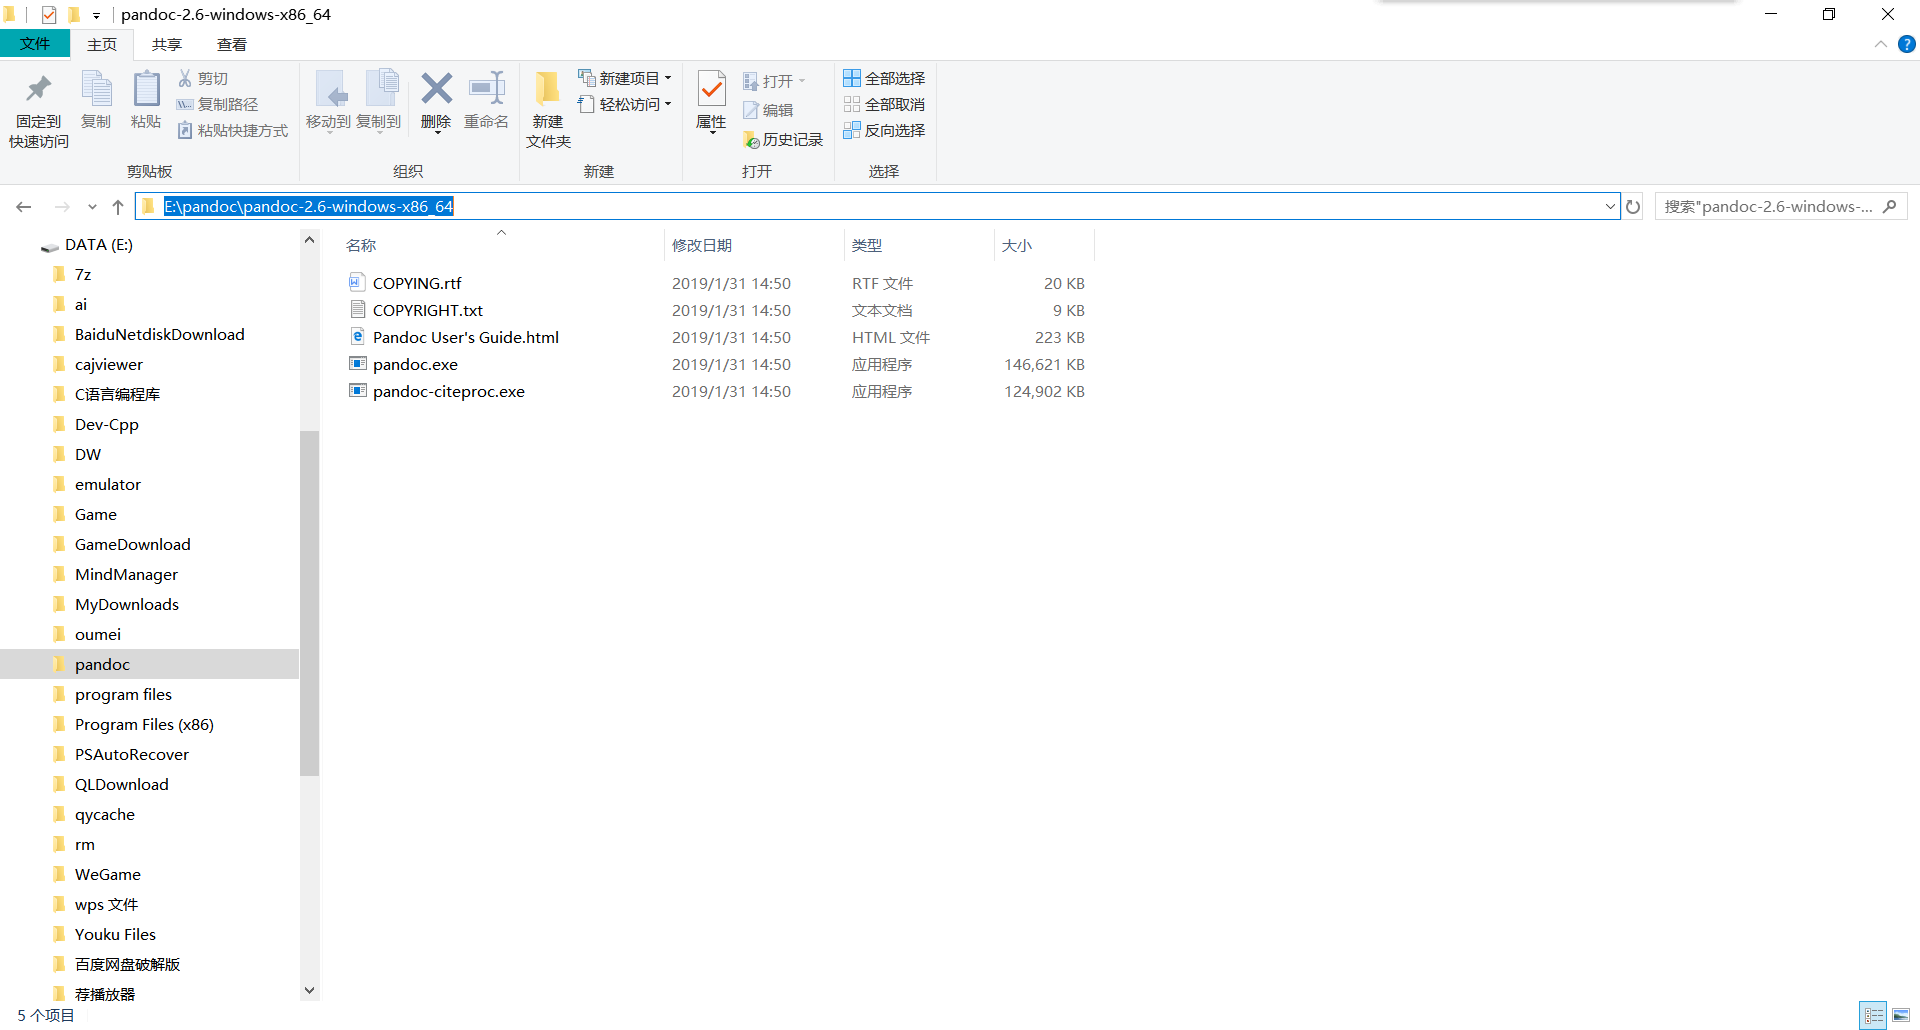 pandoc-2.6-windows-x86_64
文件 主页 共享 查看
固定到
快速访问
复制
粘贴
剪切
复制路径
粘贴快捷方式
剪贴板
移动到
复制到
删除
重命名
组织
新建
文件夹
新建项目
轻松访问
新建
属性
打开
编辑
历史记录
打开
全部选择
全部取消
反向选择
选择
E:\pandoc\pandoc-2.6-windows-x86_64
搜索"pandoc-2.6-windows-...
DATA (E:)
7z
ai
BaiduNetdiskDownload
cajviewer
C语言编程库
Dev-Cpp
DW
emulator
Game
GameDownload
MindManager
MyDownloads
oumei
pandoc
program files
Program Files (x86)
PSAutoRecover
QLDownload
qycache
rm
WeGame
wps 文件
Youku Files
百度网盘破解版
荐播放器
名称 修改日期 类型 大小
COPYING.rtf 2019/1/31 14:50 RTF 文件 20 KB
COPYRIGHT.txt 2019/1/31 14:50 文本文档 9 KB
Pandoc User's Guide.html 2019/1/31 14:50 HTML 文件 223 KB
pandoc.exe 2019/1/31 14:50 应用程序 146,621 KB
pandoc-citeproc.exe 2019/1/31 14:50 应用程序 124,902 KB
5 个项目